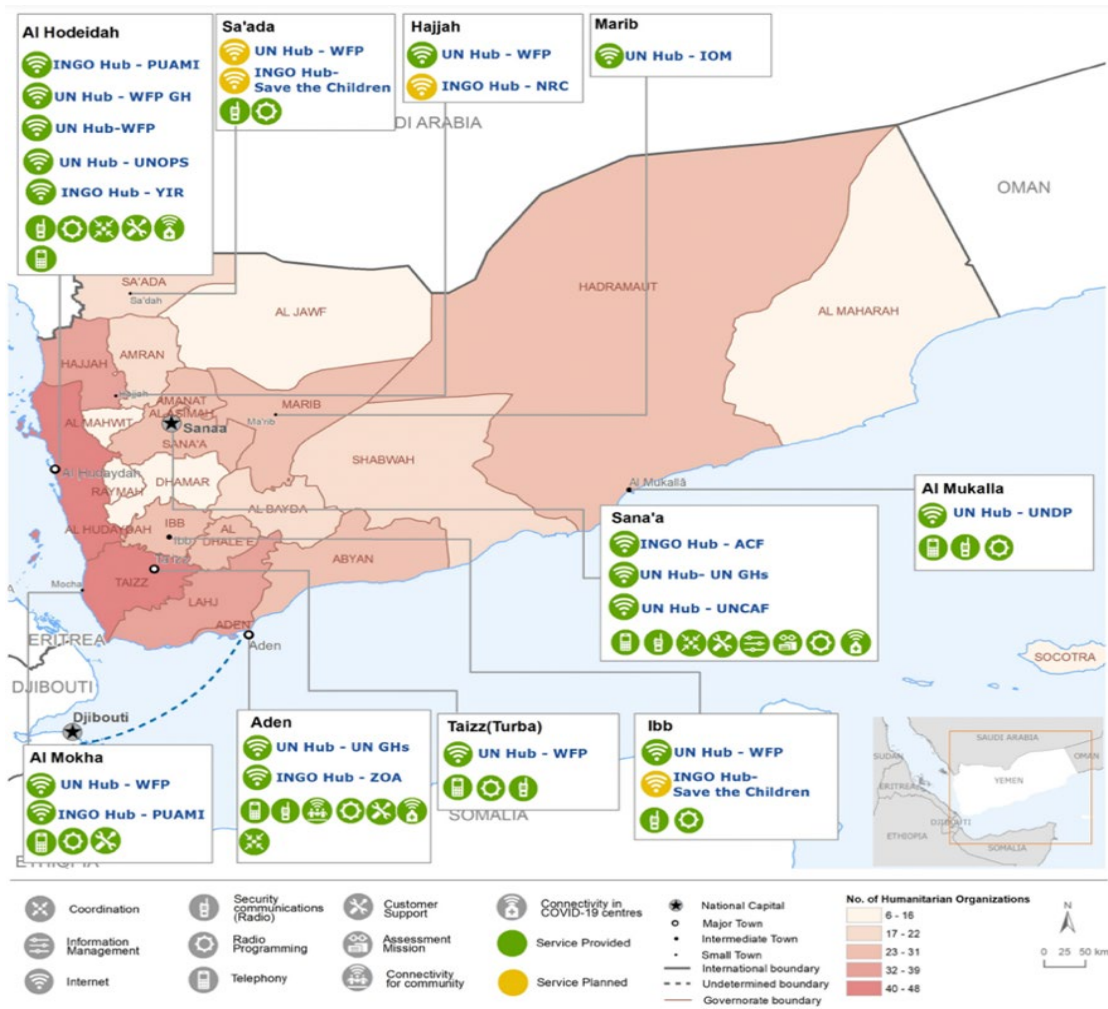 Al Hodeidah
INGO Hub - PUAMI
UN Hub - WFP GH
UN Hub-WFP
UN Hub - UNOPS
INGO Hub - YIR
Sa'ada
UN Hub - WFP
INGO Hub-
Save the Children
Hajjah
UN Hub - WFP
INGO Hub - NRC
Marib
UN Hub - IOM
DI ARABIA
OMAN
SA'ADA
Sa'dah
AL JAWF
HADRAMAUT
AL MAHARAH
HAJJAH
AMRAN
Hajjah
AMANAT
AL ASIMAH
MARIB
Ma'rib
AL MAHWIT
Sanaa
SANA'A
SHABWAH
Al Hudaydah
RAYMAH
DHAMAR
Al Mukallā
AL HUDAYDAH
IBB
Ibb
AL
DHALE'E
AL BAYDA
ABYAN
TAIZZ
Mocha
LAHJ
ADEN
Aden
ERITREA
DJIBOUTI
Djibouti
SOCOTRA
SOMALIA
Al Mukalla
UN Hub - UNDP
Sana'a
INGO Hub - ACF
UN Hub- UN GHs
UN Hub - UNCAF
Al Mokha
UN Hub - WFP
INGO Hub - PUAMI
ETHIOPIA
Aden
UN Hub - UN GHs
INGO Hub - ZOA
Taizz(Turba)
UN Hub - WFP
Ibb
UN Hub - WFP
INGO Hub-
Save the Children
SAUDI ARABIA
SUDAN
OMAN
YEMEN
ERITREA
DJIBOUTI
ETHIOPIA
SOMALIA
Coordination
Information
Management
Internet
Security
communications
(Radio)
Radio
Programming
Telephony
Customer
Support
Assessment
Mission
Connectivity
for community
Connectivity in
COVID-19 centres
Service Provided
Service Planned
National Capital
Major Town
Intermediate Town
Small Town
International boundary
Undetermined boundary
Governorate boundary
No. of Humanitarian Organizations
6 - 16
17 - 22
23 - 31
32 - 39
40 - 48
N
0 25 50 km